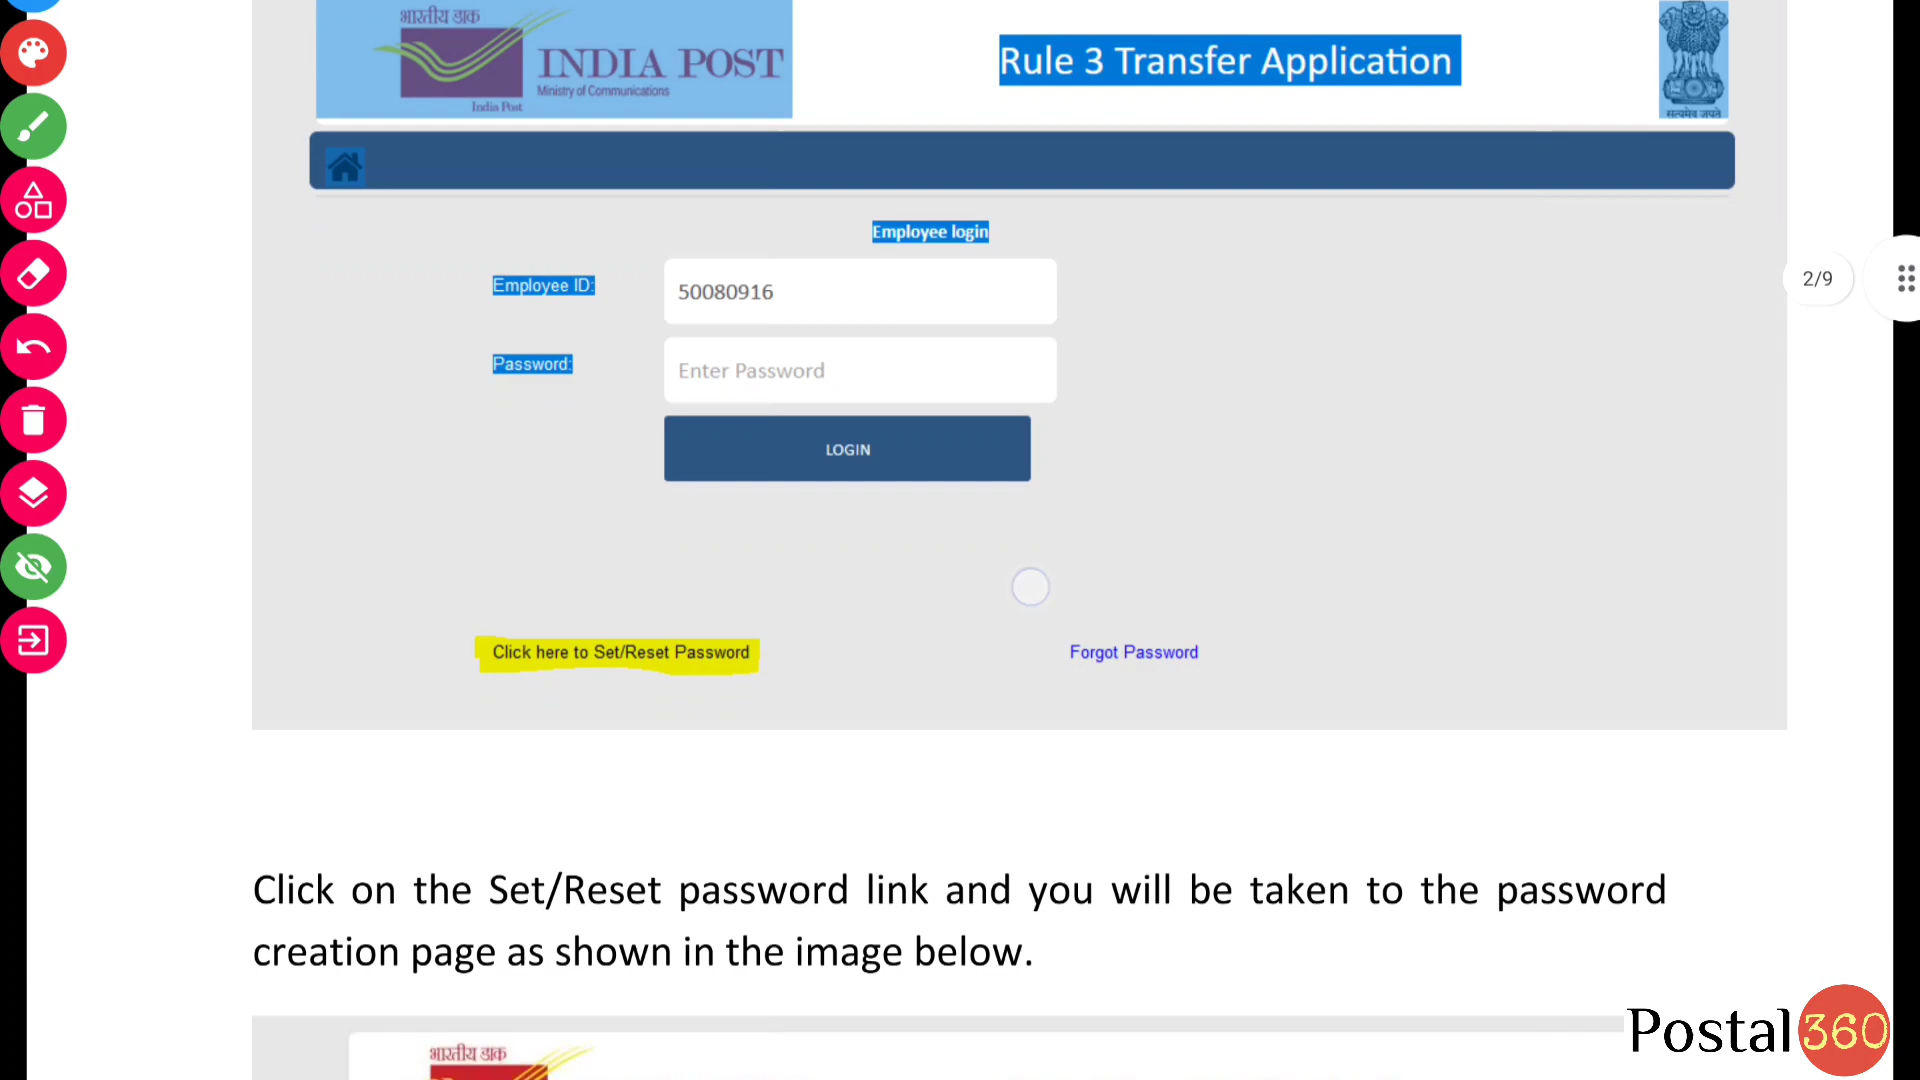 भारतीय डाक
INDIA POST
Ministry of Communications
India Post
Rule 3 Transfer Application
सत्यमेव जयते
Employee login
Employee ID:
50080916
2/9
Password:
Enter Password
LOGIN
Click here to Set/Reset Password
Forgot Password
Click on the Set/Reset password link and you will be taken to the password
creation page as shown in the image below.
Postal 360
भारतीय डाक